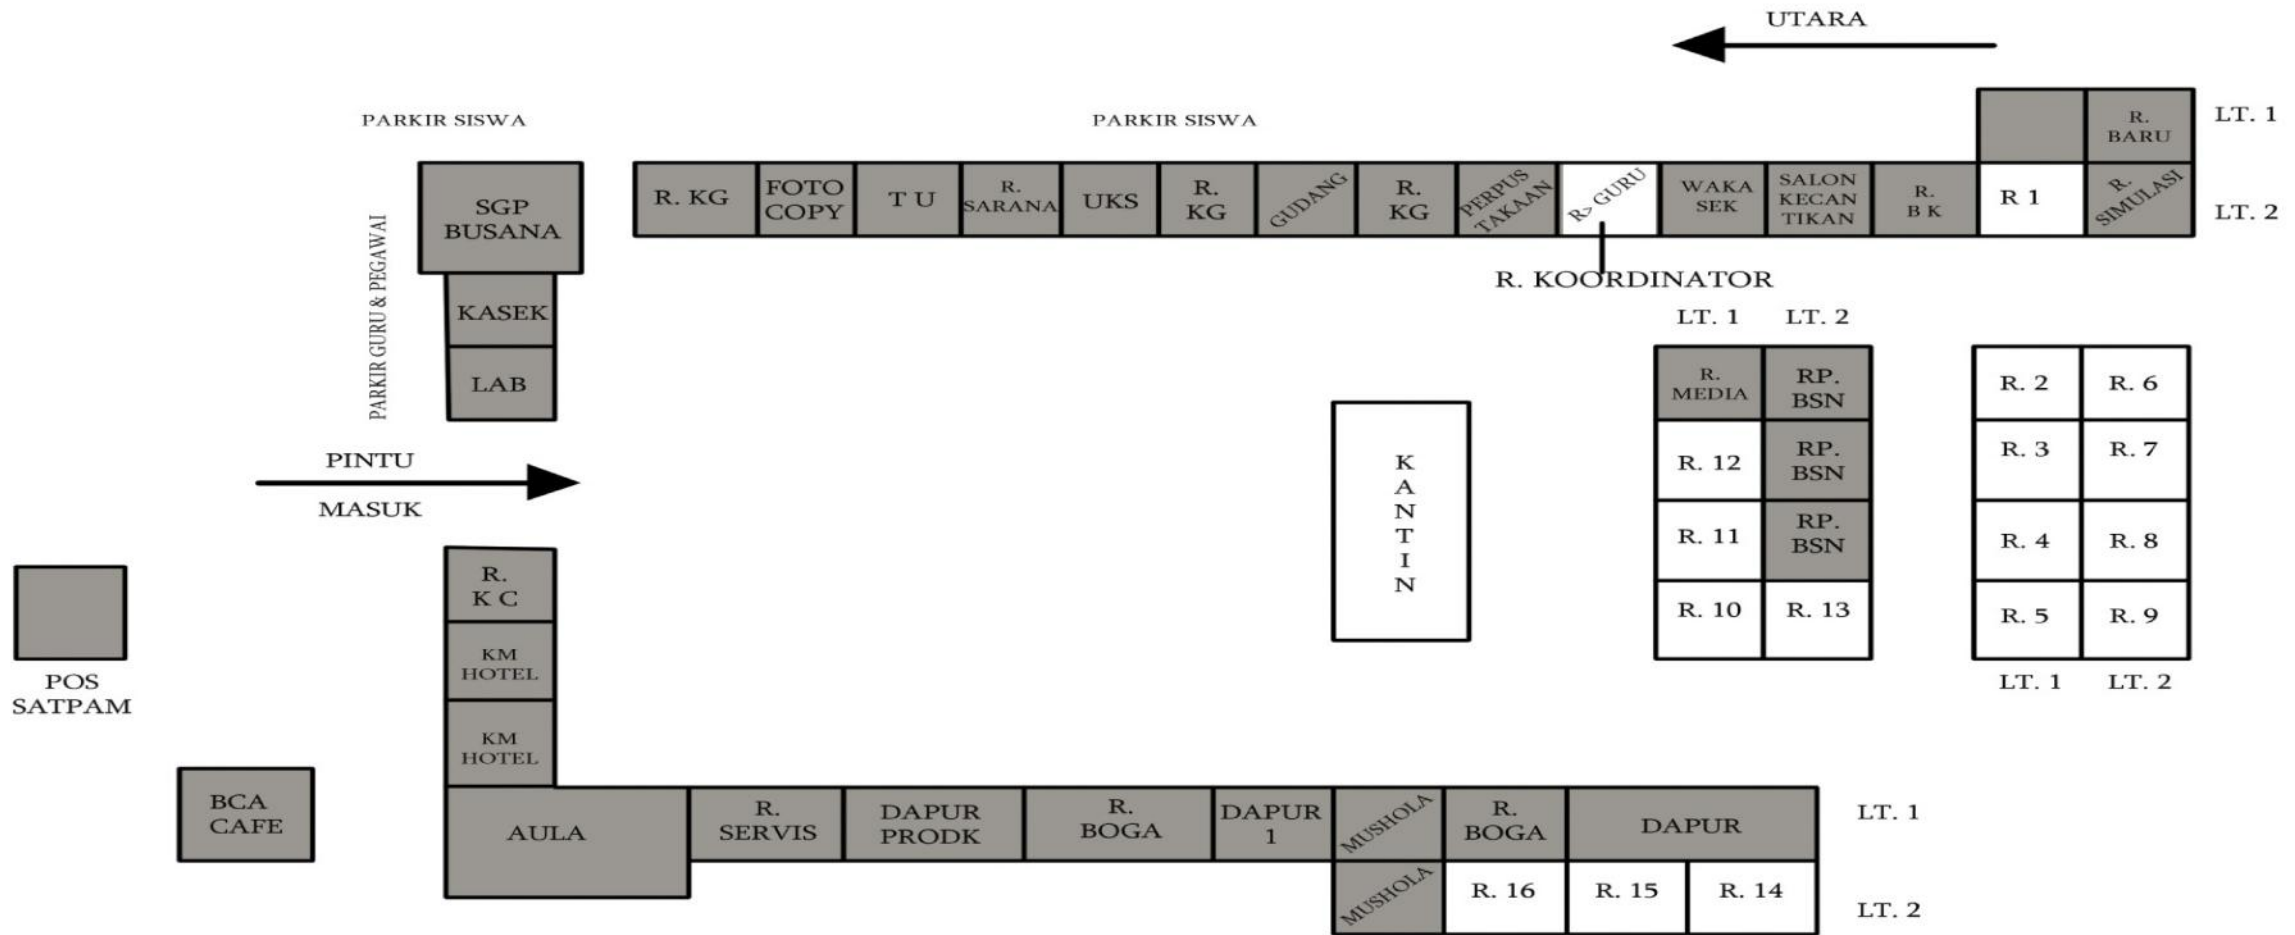 UTARA
PARKIR SISWA
PARKIR SISWA
R.
BARU
LT. 1
SGP
BUSANA
R. KG
FOTO
COPY
T U
R.
SARANA
UKS
R.
KG
GUDANG
R.
KG
PERPUS
TAKAAN
R> GURU
WAKA
SEK
SALON
KECAN
TIKAN
R.
B K
R 1
R.
SIMULASI
LT. 2
PARKIR GURU & PEGAWAI
R. KOORDINATOR
KASEK
LAB
LT. 1
LT. 2
R.
MEDIA
RP.
BSN
R. 2
R. 6
R. 12
RP.
BSN
R. 3
R. 7
R. 11
RP.
BSN
R. 4
R. 8
R. 10
R. 13
R. 5
R. 9
LT. 1
LT. 2
K
A
N
T
I
N
PINTU
MASUK
R.
K C
KM
HOTEL
KM
HOTEL
POS
SATPAM
BCA
CAFE
AULA
R.
SERVIS
DAPUR
PRODK
R.
BOGA
DAPUR
1
MUSHOLA
R.
BOGA
DAPUR
LT. 1
MUSHOLA
R. 16
R. 15
R. 14
LT. 2